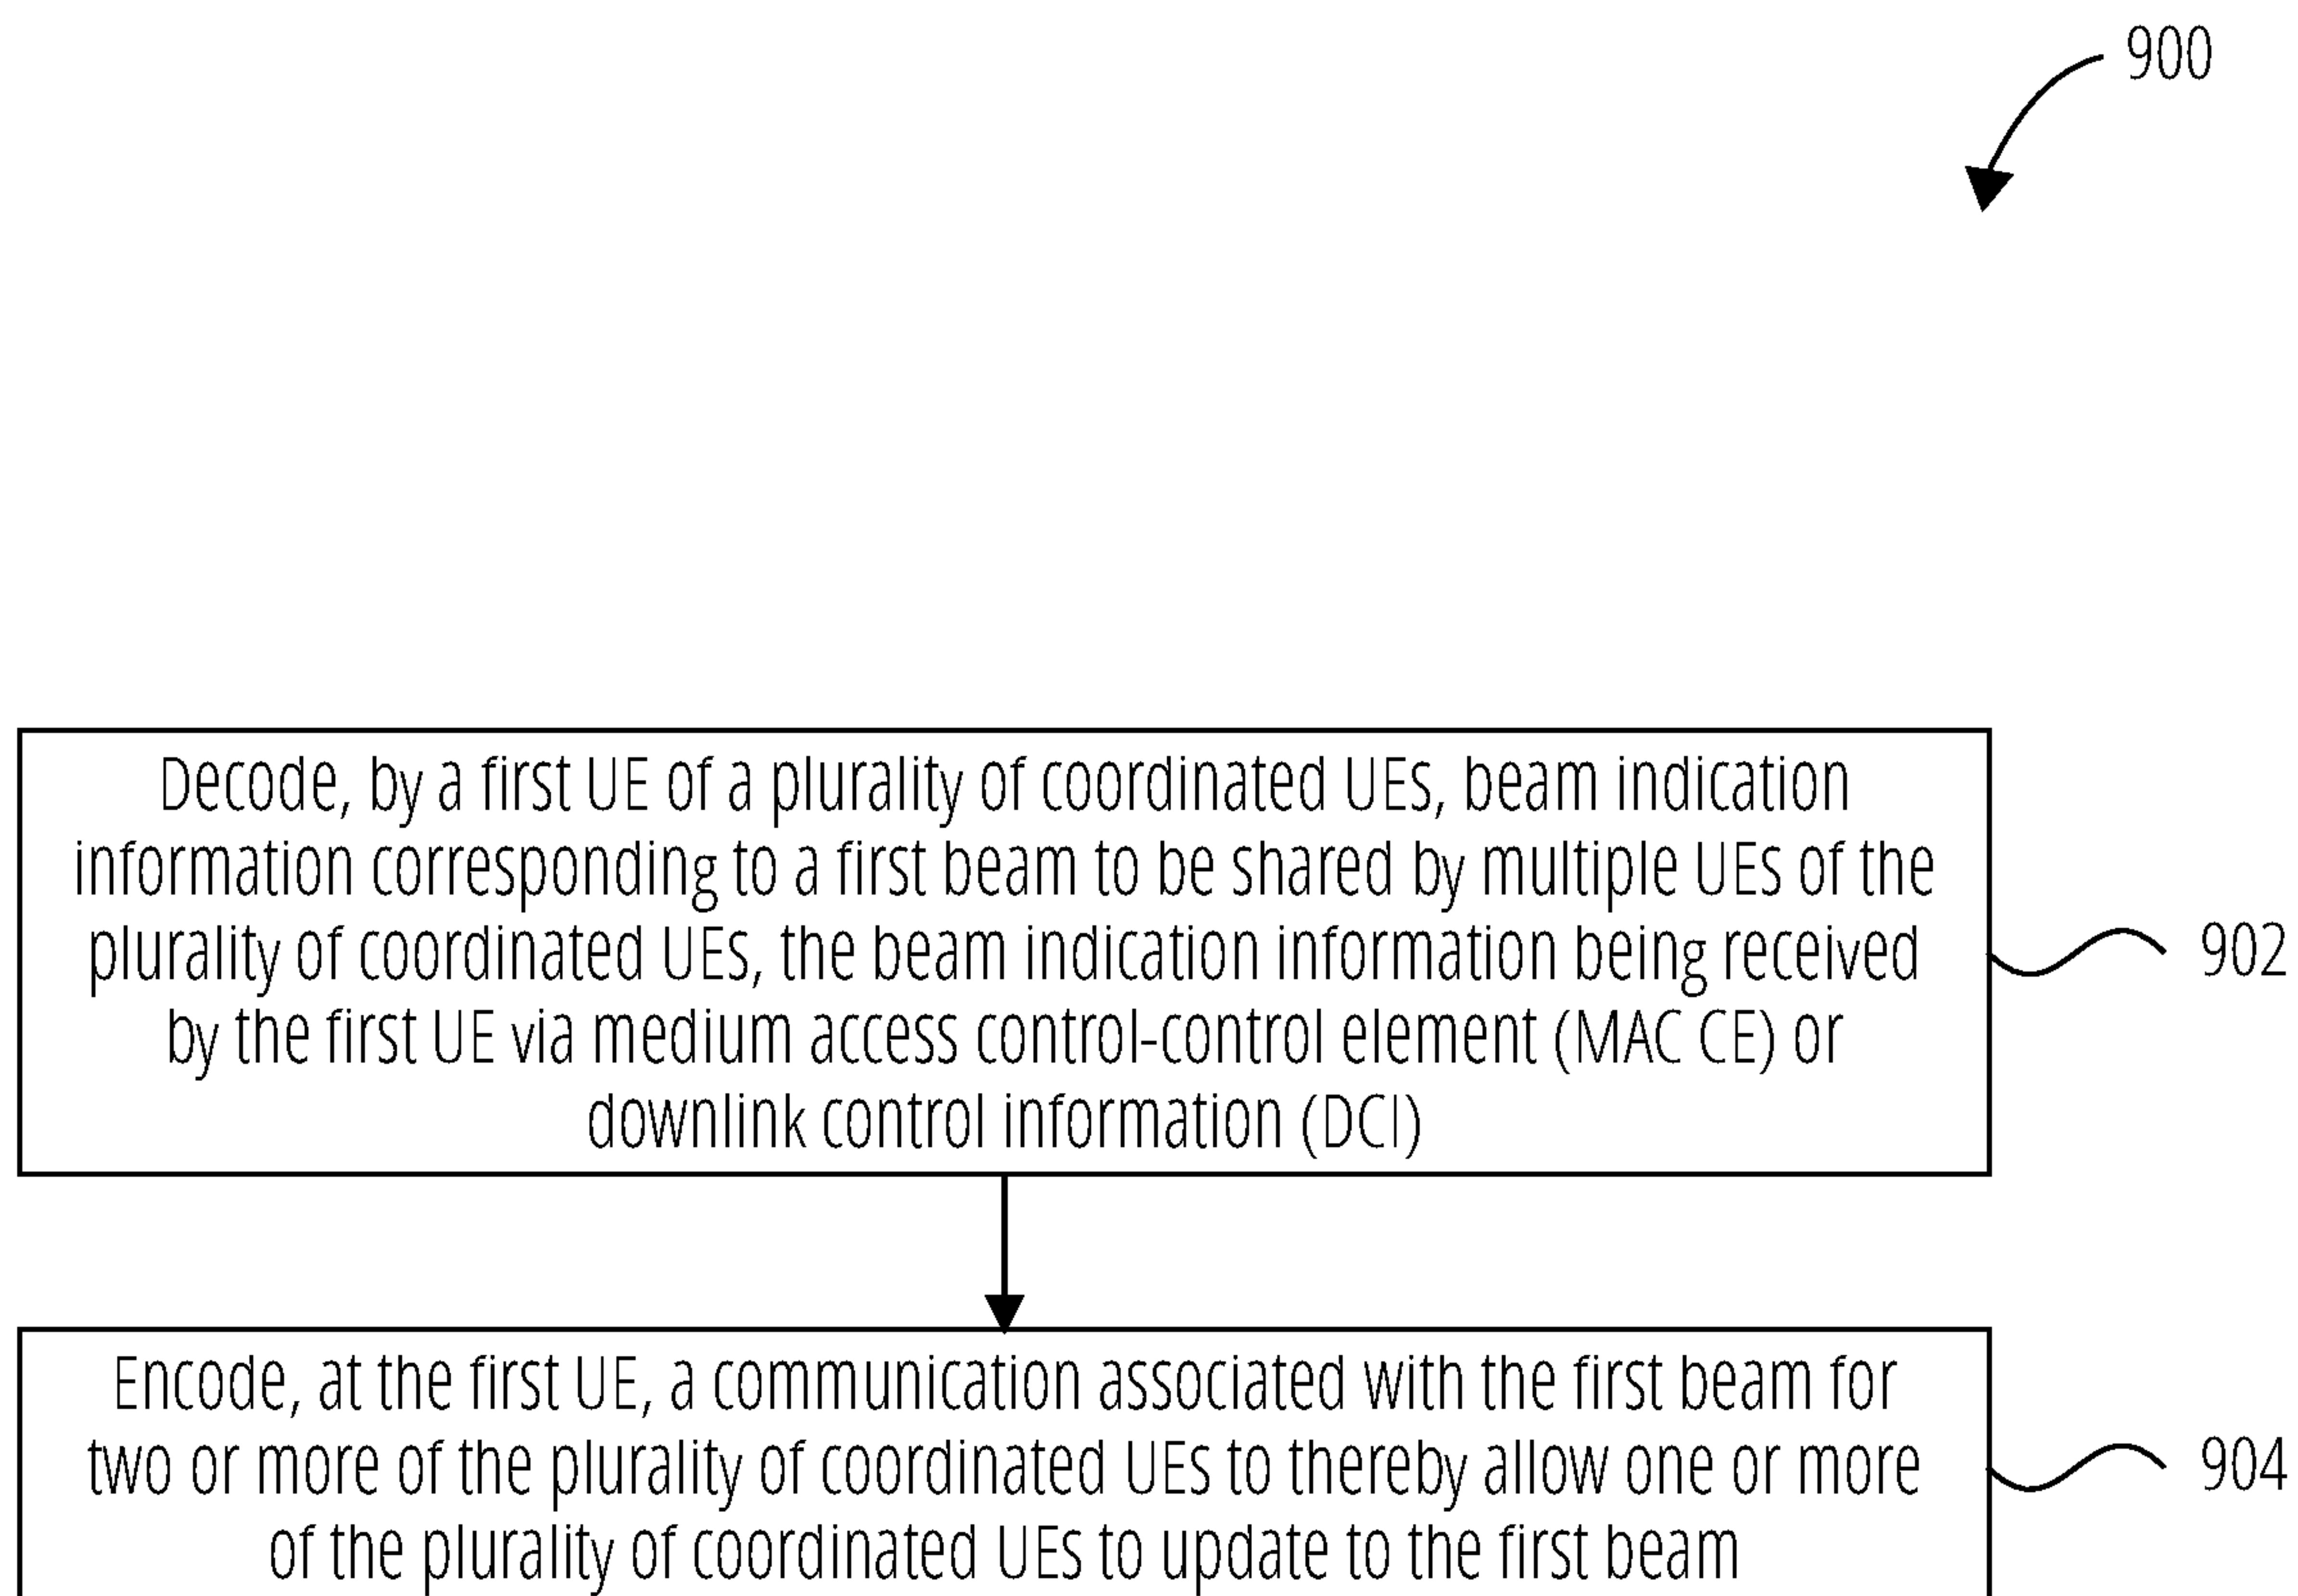 900
Decode, by a first UE of a plurality of coordinated UEs, beam indication
information corresponding to a first beam to be shared by multiple UEs of the
plurality of coordinated UEs, the beam indication information being received
by the first UE via medium access control-control element (MAC CE) or
downlink control information (DCI)
902
Encode, at the first UE, a communication associated with the first beam for
two or more of the plurality of coordinated UEs to thereby allow one or more
of the plurality of coordinated UEs to update to the first beam
904